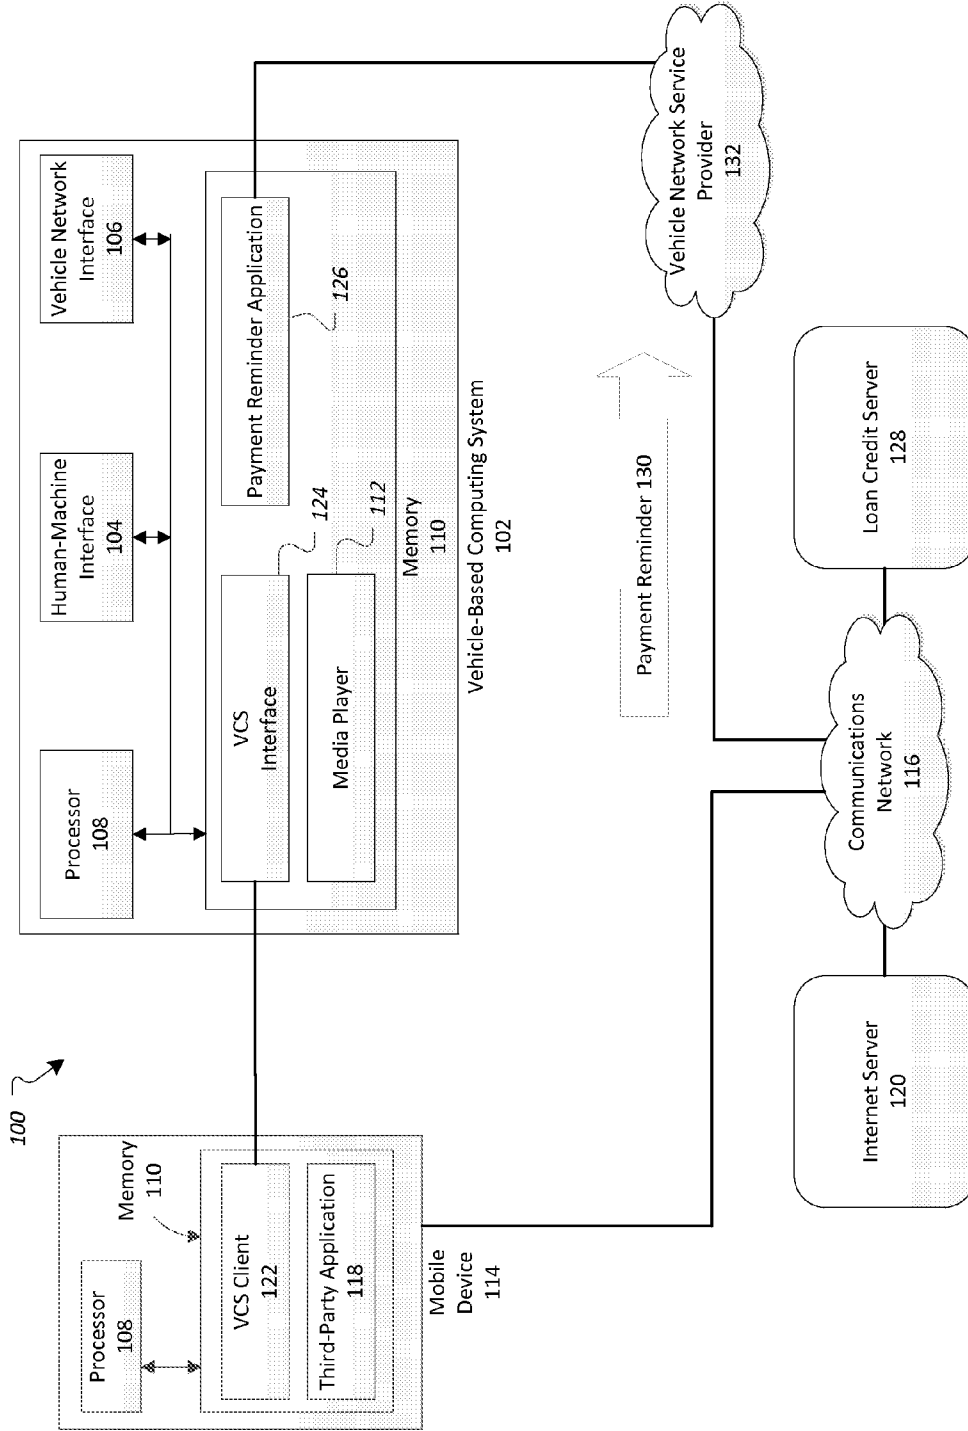 100
Processor
108
Memory
110
VCS Client
122
Third-Party Application
118
Mobile
Device
114
Processor
108
Human-Machine
Interface
104
Vehicle Network
Interface
106
VCS
Interface
124
Media Player
112
Payment Reminder Application
126
Memory
110
Vehicle-Based Computing System
102
Payment Reminder 130
Vehicle Network Service
Provider
132
Internet Server
120
Communications
Network
116
Loan Credit Server
128